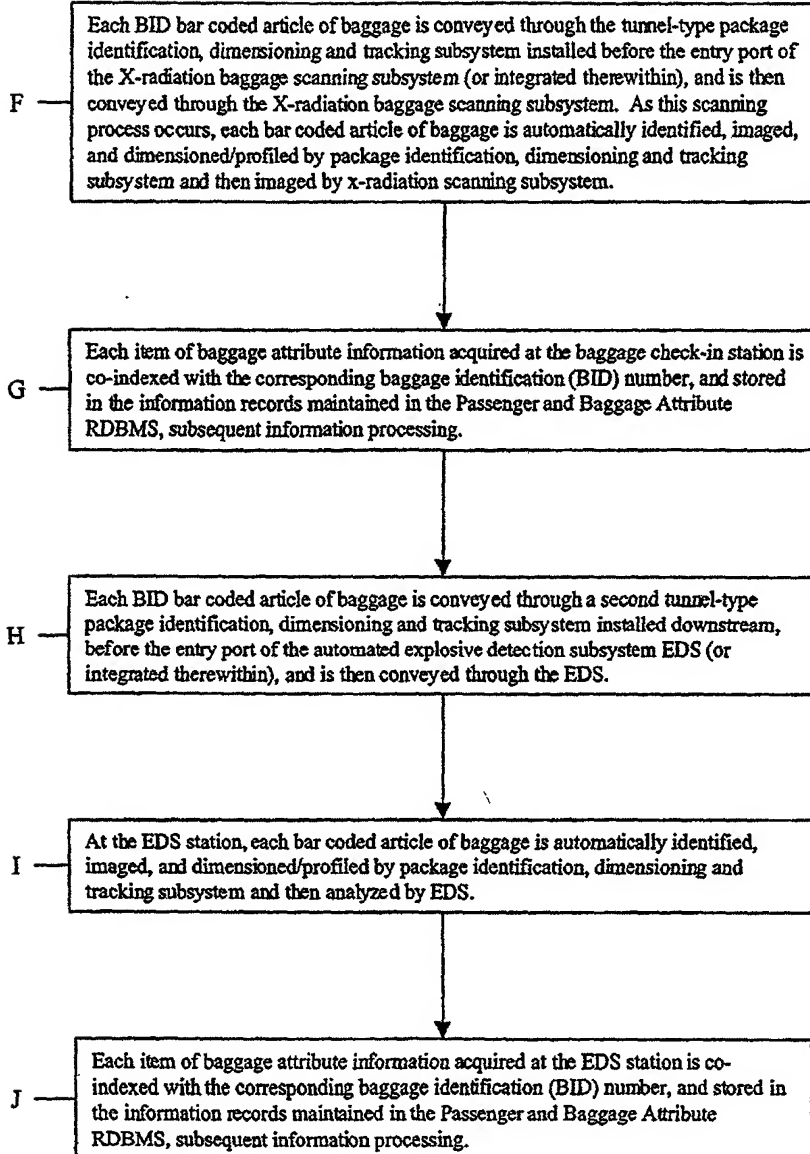 Each BID bar coded article of baggage is conveyed through the tunnel-type package
identification, dimensioning and tracking subsystem installed before the entry port of
the X-radiation baggage scanning subsystem (or integrated therewithin), and is then
F
conveyed through the X-radiation baggage scanning subsystem. As this scanning
process occurs, each bar coded article of baggage is automatically identified, imaged,
and dimensioned/profiled by package identification, dimensioning and tracking
subsystem and then imaged by x-radiation scanning subsystem.
Each item of baggage attribute information acquired at the baggage check-in station is
G
co-indexed with the corresponding baggage identification (BID) number, and stored
in the information records maintained in the Passenger and Baggage Attribute
RDBMS, subsequent information processing.
Each BID bar coded article of baggage is conveyed through a second tunnel-type
package identification, dimensioning and tracking subsystem installed downstream,
H
before the entry port of the automated explosive detection subsystem EDS (or
integrated therewithin), and is then conveyed through the EDS.
At the EDS station, each bar coded article of baggage is automatically identified,
I
imaged, and dimensioned/profiled by package identification, dimensioning and
tracking subsystem and then analyzed by EDS.
Each item of baggage attribute information acquired at the EDS station is co-
indexed with the corresponding baggage identification (BID) number, and stored in
J
the information records maintained in the Passenger and Baggage Attribute
RDBMS, subsequent information processing.